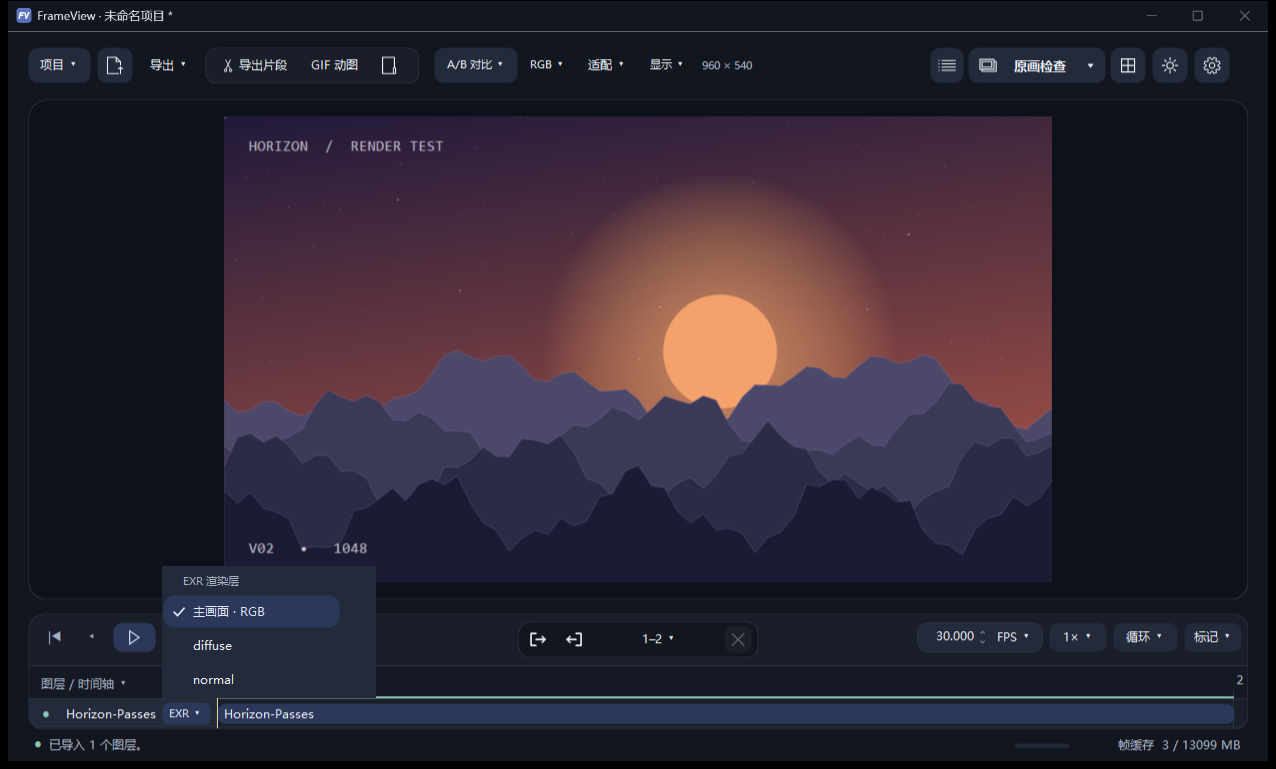 FV FrameView · 未命名项目 *
项目 导出 导出片段 GIF 动图 A/B 对比 RGB 适配 显示 960 × 540 原画检查
HORIZON / RENDER TEST
V02 • 1048
EXR 渲染层
主画面 · RGB
diffuse
normal
1–2 30.000 FPS 1× 循环 标记
图层 / 时间轴 2
Horizon-Passes EXR Horizon-Passes
已导入 1 个图层。 帧缓存 3 / 13099 MB